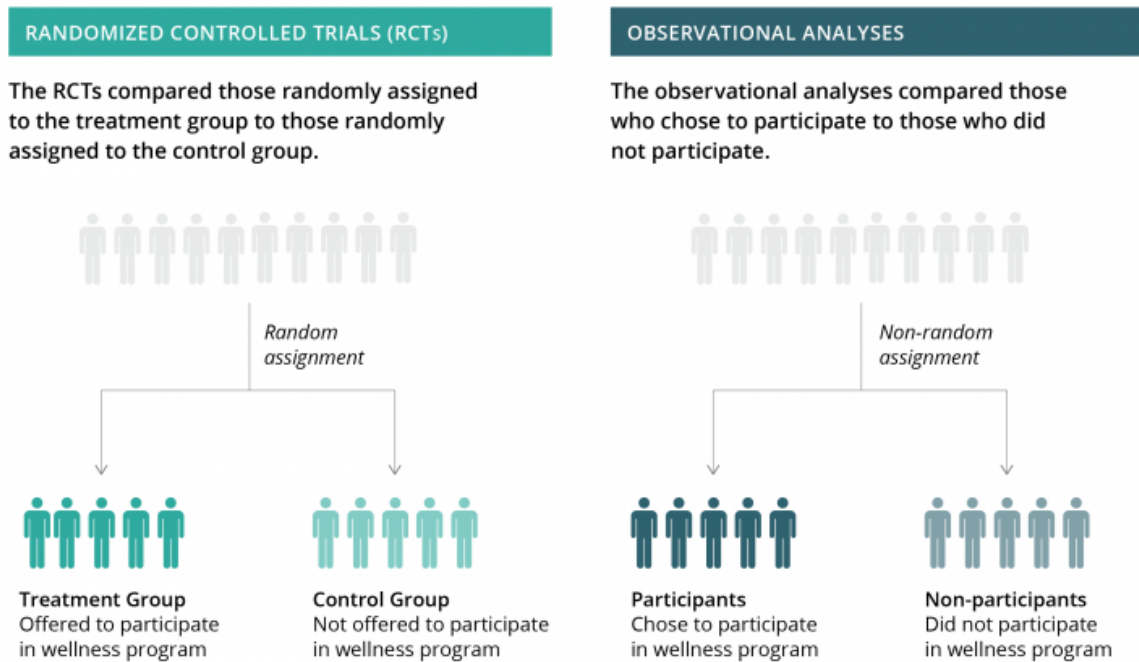 RANDOMIZED CONTROLLED TRIALS (RCTs)
The RCTs compared those randomly assigned
to the treatment group to those randomly
assigned to the control group.
Random
assignment
Treatment Group
Offered to participate
in wellness program
Control Group
Not offered to participate
in wellness program
OBSERVATIONAL ANALYSES
The observational analyses compared those
who chose to participate to those who did
not participate.
Non-random
assignment
Participants
Chose to participate
in wellness program
Non-participants
Did not participate
in wellness program